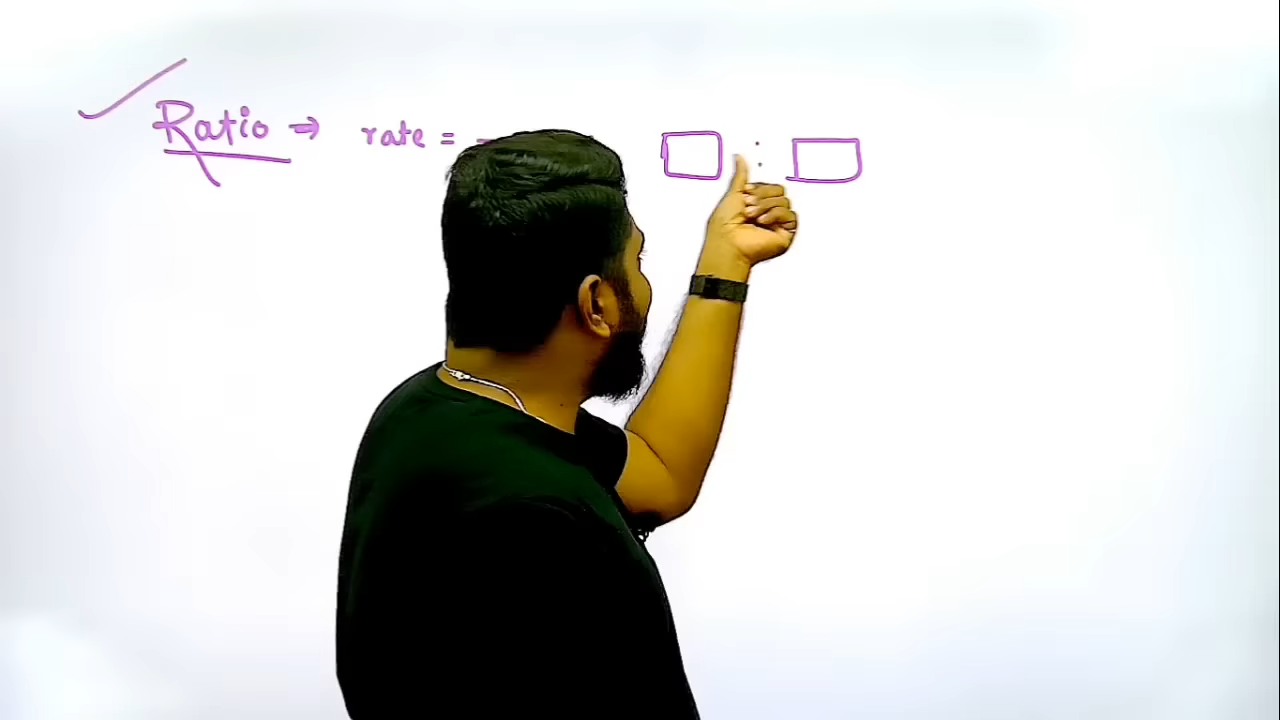 Ratio → rate = □ : □